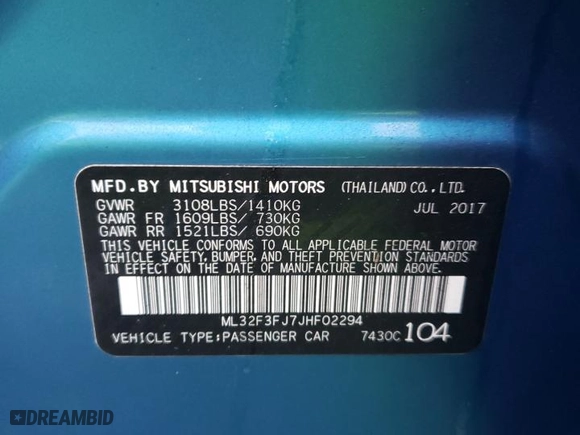 MFD.BY MITSUBISHI MOTORS (THAILAND) CO.,LTD.
GVWR 3108LBS/1410KG JUL 2017
GAWR FR 1609LBS/ 730KG
GAWR RR 1521LBS/ 690KG
THIS VEHICLE CONFORMS TO ALL APPLICABLE FEDERAL MOTOR
VEHICLE SAFETY, BUMPER, AND THEFT PREVENTION STANDARDS
IN EFFECT ON THE DATE OF MANUFACTURE SHOWN ABOVE.
ML32F3FJ7JHF02294
VEHICLE TYPE:PASSENGER CAR 7430C 104
DREAMBID